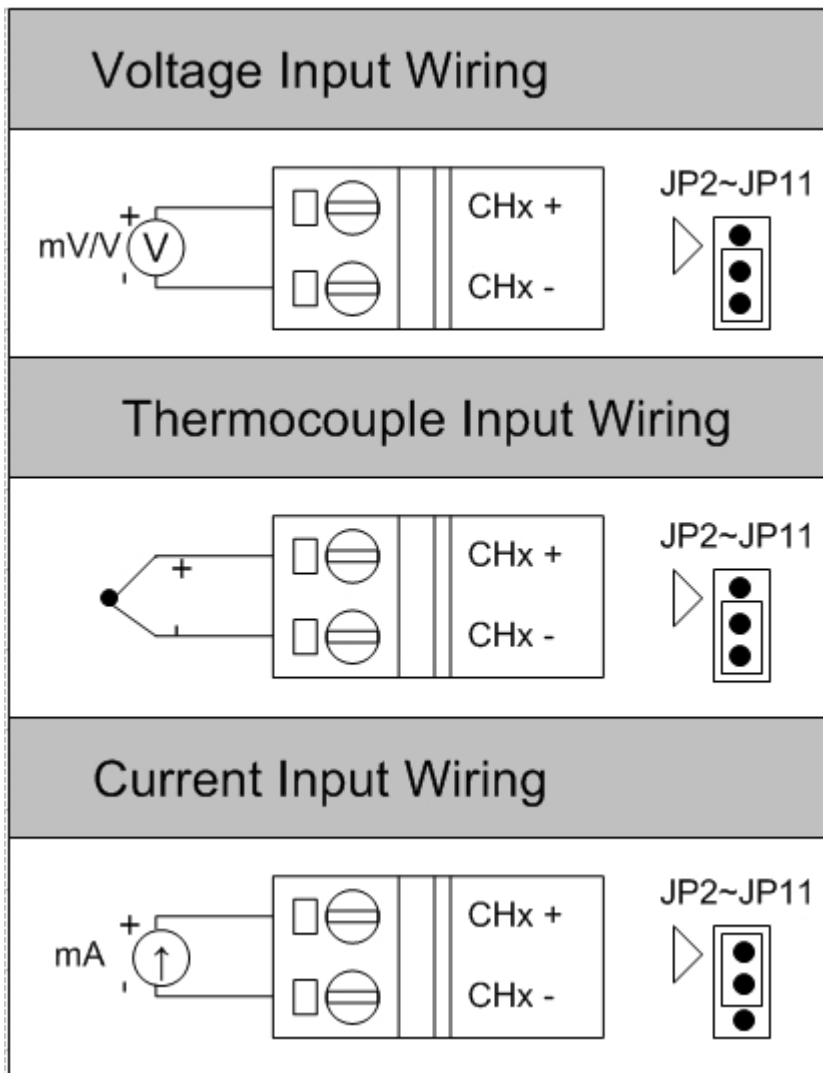 Voltage Input Wiring
JP2~JP11
CHx +
+
mV/V V
CHx -
-
Thermocouple Input Wiring
JP2~JP11
CHx +
+
CHx -
-
Current Input Wiring
JP2~JP11
CHx +
+
mA ↑
CHx -
-